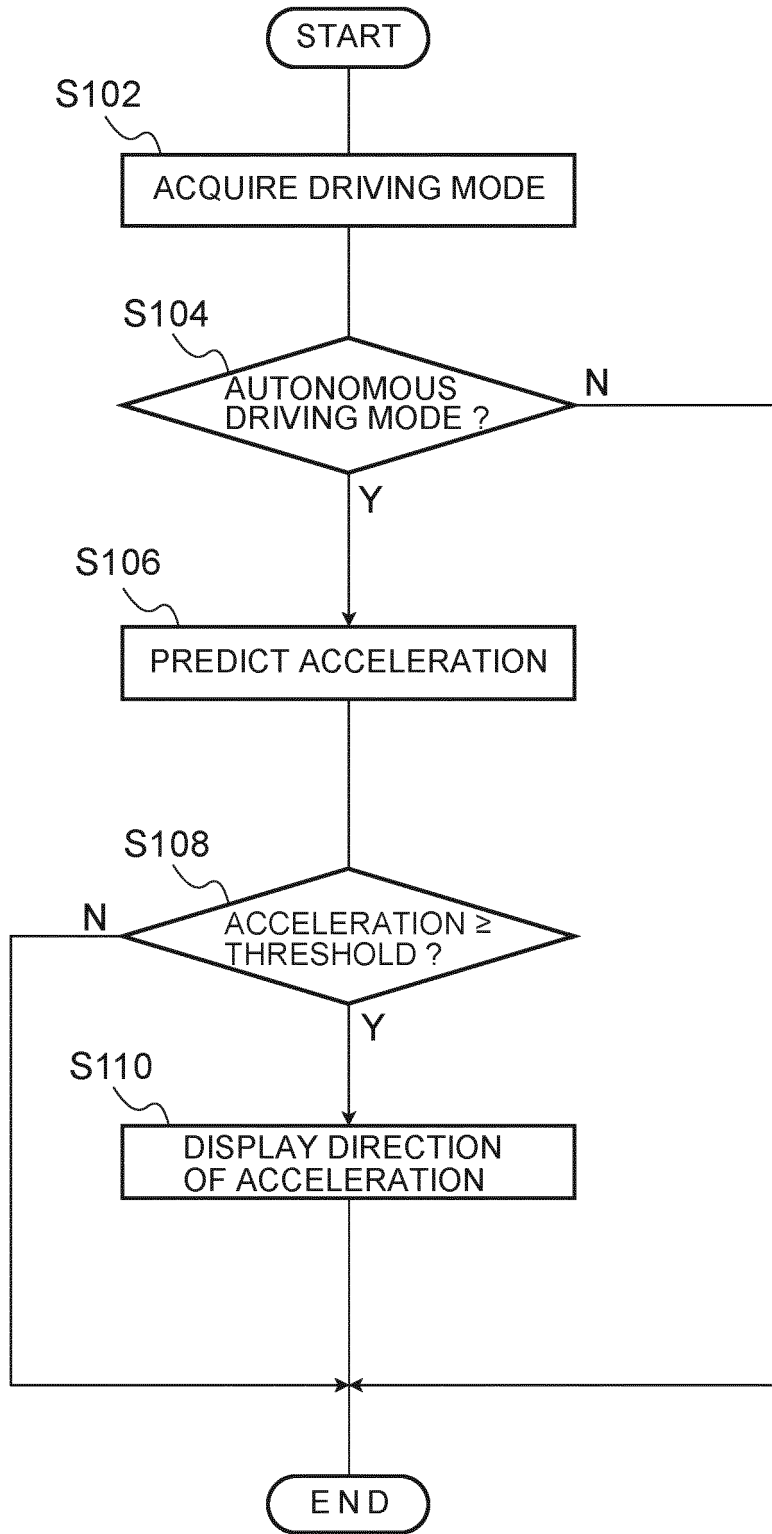 START
S102
ACQUIRE DRIVING MODE
S104
AUTONOMOUS
DRIVING MODE ?
N
Y
S106
PREDICT ACCELERATION
S108
N
ACCELERATION ≥
THRESHOLD ?
Y
S110
DISPLAY DIRECTION
OF ACCELERATION
END